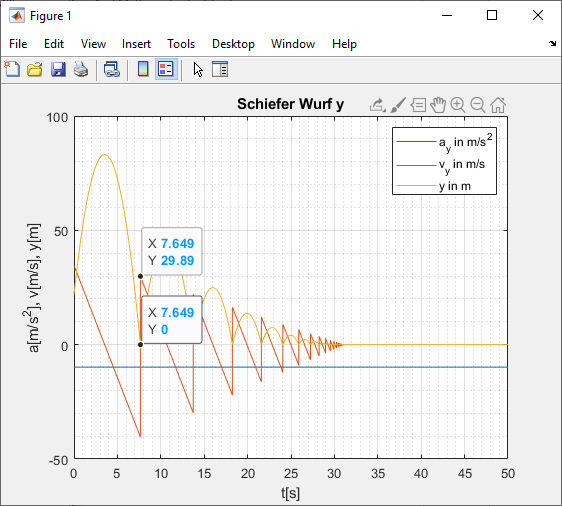 Figure 1
File Edit View Insert Tools Desktop Window Help
Schiefer Wurf y
a_y in m/s^2
v_y in m/s
y in m
100
50
0
-50
a[m/s^2], v[m/s], y[m]
X 7.649
Y 29.89
X 7.649
Y 0
0 5 10 15 20 25 30 35 40 45 50
t[s]